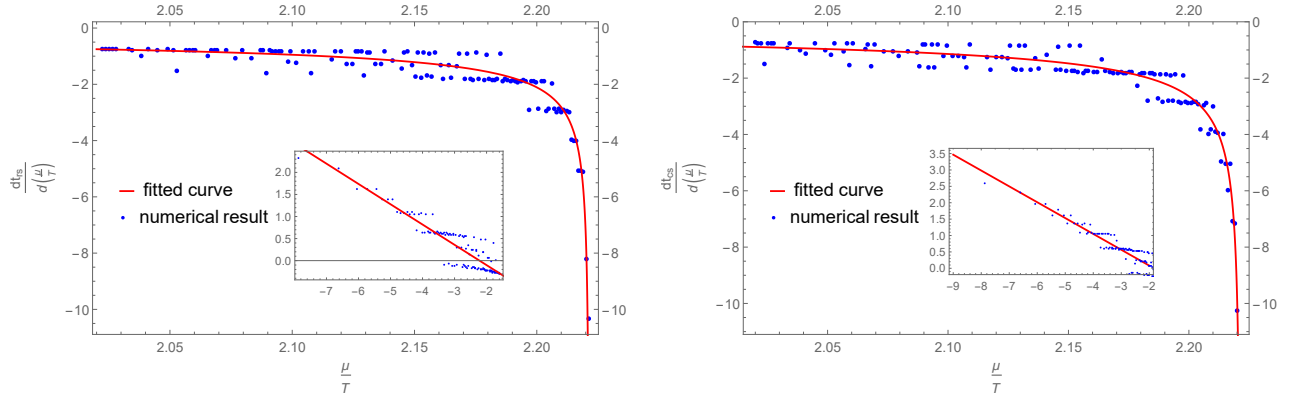 2.05 2.10 2.15 2.20
0 0
−2 −2
−4 −4
−6 −6
−8 −8
−10 −10
dt_rs / d(μ/T)
fitted curve
numerical result
2.0
1.5
1.0
0.5
0.0
−7 −6 −5 −4 −3 −2
2.05 2.10 2.15 2.20
μ/T
2.05 2.10 2.15 2.20
0 0
−2 −2
−4 −4
−6 −6
−8 −8
−10 −10
dt_cs / d(μ/T)
fitted curve
numerical result
3.5
3.0
2.5
2.0
1.5
1.0
0.5
0.0
−9 −8 −7 −6 −5 −4 −3 −2
2.05 2.10 2.15 2.20
μ/T